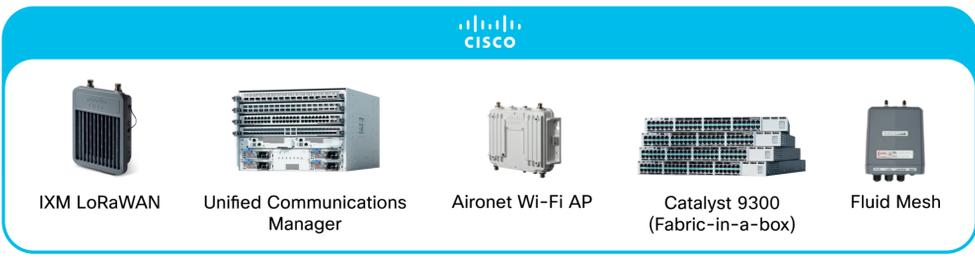 CISCO
IXM LoRaWAN
Unified Communications
Manager
Aironet Wi-Fi AP
Catalyst 9300
(Fabric-in-a-box)
Fluid Mesh